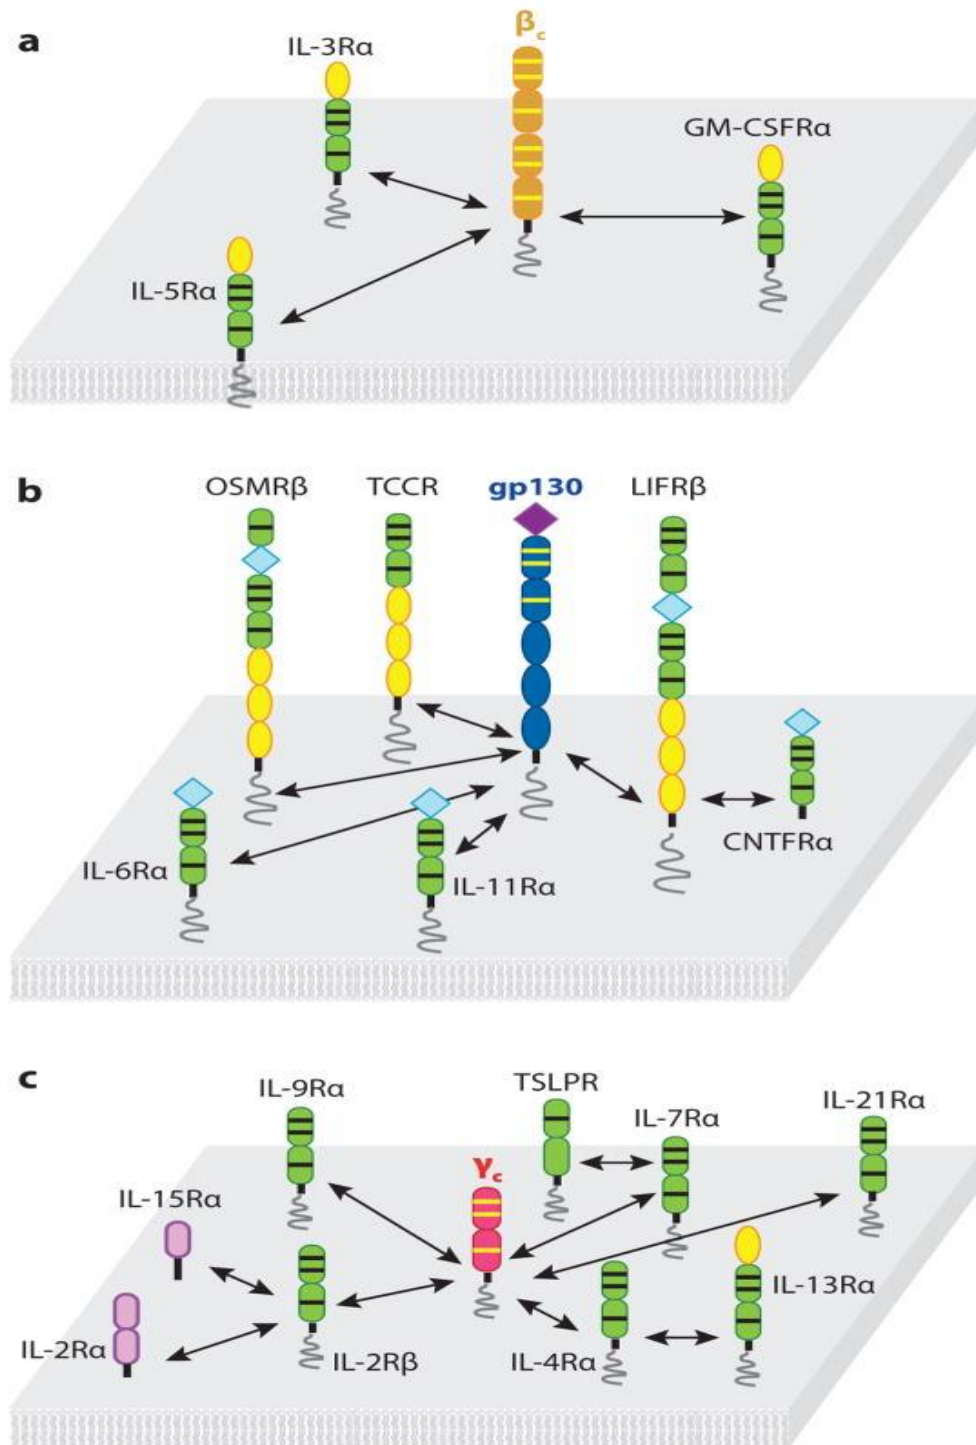 a
IL-3Rα
βc
GM-CSFRα
IL-5Rα
b
OSMRβ
TCCR
gp130
LIFRβ
CNTFRα
IL-6Rα
IL-11Rα
c
IL-9Rα
TSLPR
IL-7Rα
IL-21Rα
γc
IL-15Rα
IL-13Rα
IL-2Rα
IL-2Rβ
IL-4Rα